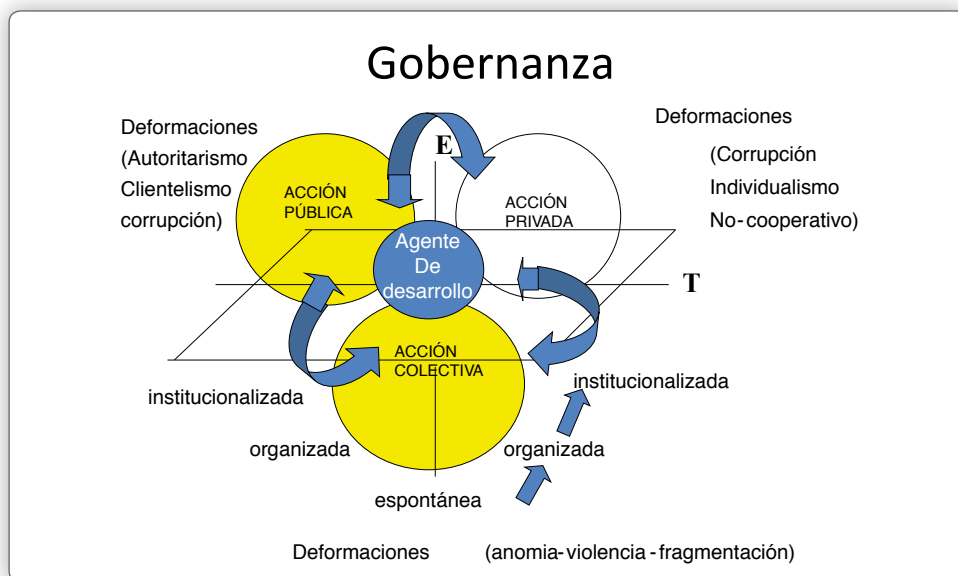 Gobernanza
Deformaciones
(Autoritarismo
Clientelismo
corrupción)
Deformaciones
(Corrupción
Individualismo
No-cooperativo)
E
ACCIÓN
PÚBLICA
ACCIÓN
PRIVADA
Agente
De
desarrollo
T
ACCIÓN
COLECTIVA
institucionalizada
institucionalizada
organizada
organizada
espontánea
Deformaciones (anomia-violencia-fragmentación)